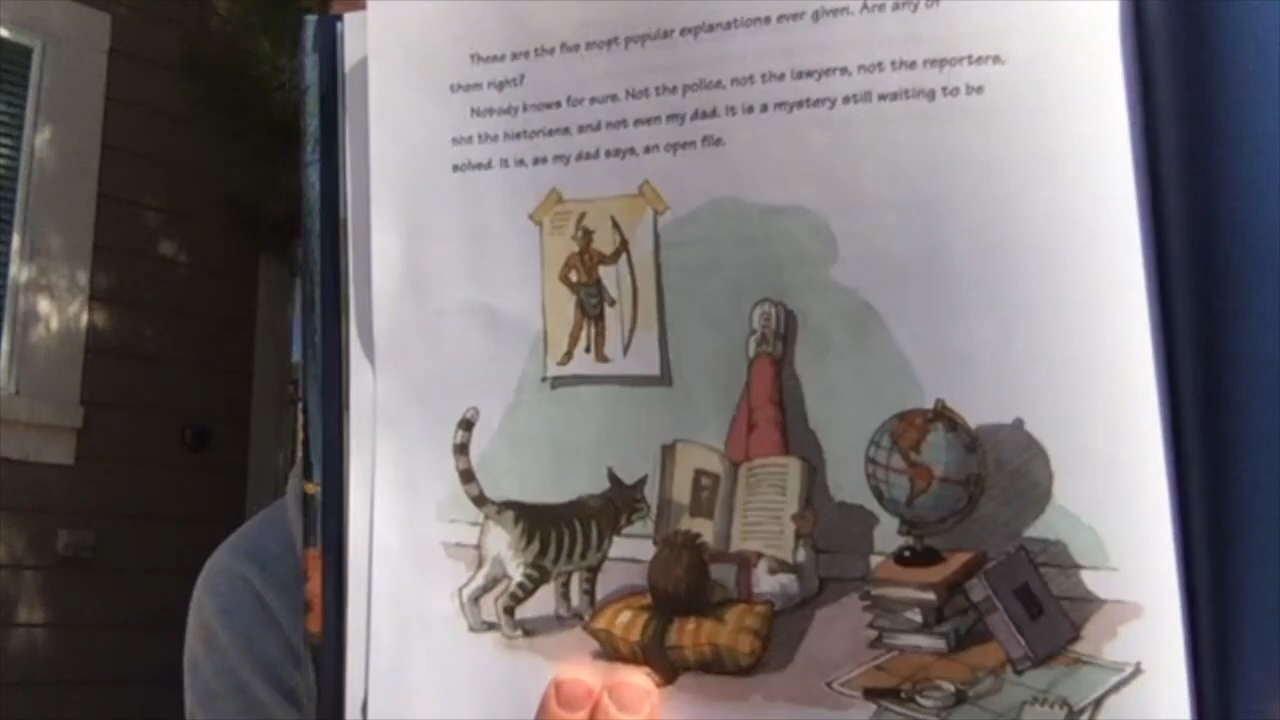 These are the five most popular explanations ever given. Are any of
them right?
Nobody knows for sure. Not the police, not the lawyers, not the reporters,
not the historians, and not even my dad. It is a mystery still waiting to be
solved. It is, as my dad says, an open file.